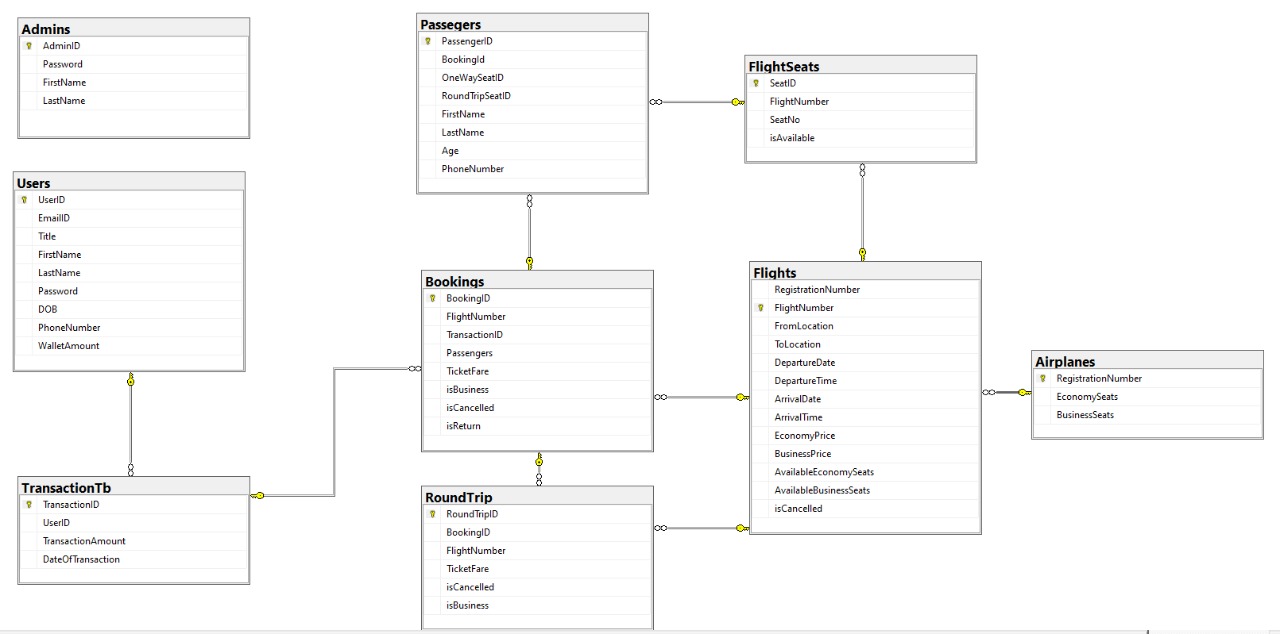 Admins
AdminID
Password
FirstName
LastName
Users
UserID
EmailID
Title
FirstName
LastName
Password
DOB
PhoneNumber
WalletAmount
TransactionTb
TransactionID
UserID
TransactionAmount
DateOfTransaction
Passegers
PassengerID
BookingId
OneWaySeatID
RoundTripSeatID
FirstName
LastName
Age
PhoneNumber
Bookings
BookingID
FlightNumber
TransactionID
Passengers
TicketFare
isBusiness
isCancelled
isReturn
RoundTrip
RoundTripID
BookingID
FlightNumber
TicketFare
isCancelled
isBusiness
FlightSeats
SeatID
FlightNumber
SeatNo
isAvailable
Flights
RegistrationNumber
FlightNumber
FromLocation
ToLocation
DepartureDate
DepartureTime
ArrivalDate
ArrivalTime
EconomyPrice
BusinessPrice
AvailableEconomySeats
AvailableBusinessSeats
isCancelled
Airplanes
RegistrationNumber
EconomySeats
BusinessSeats